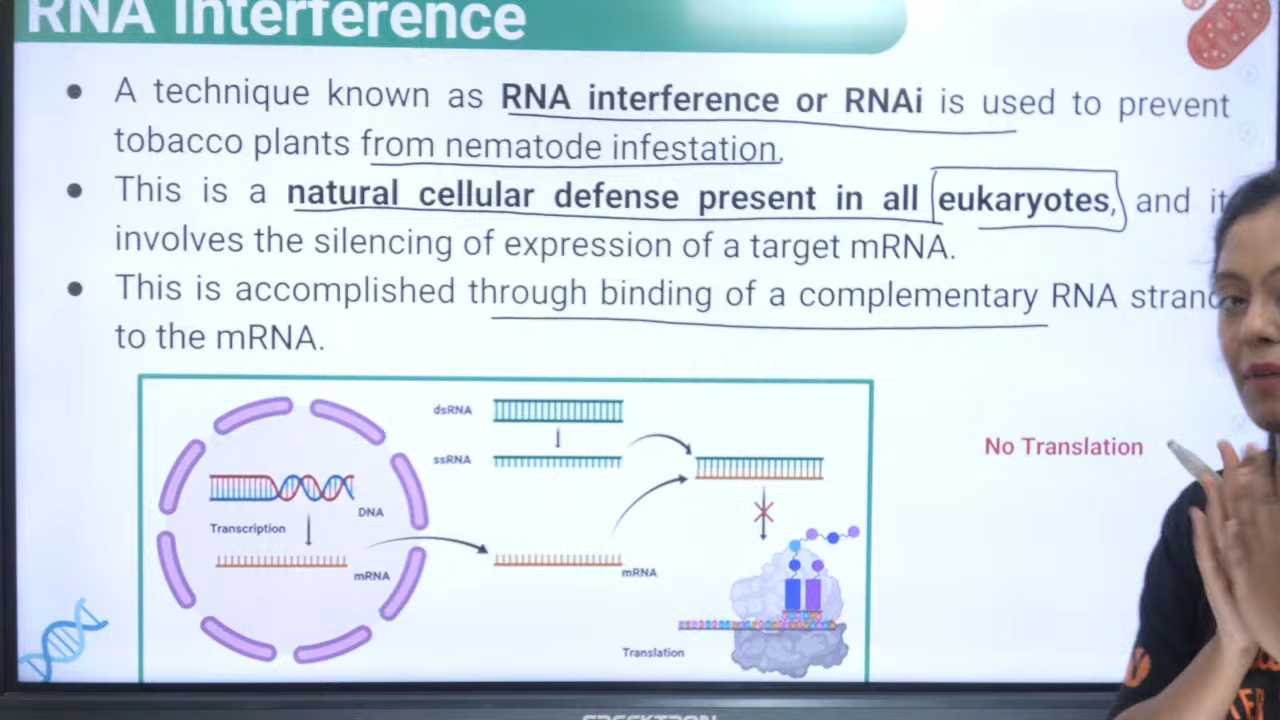 RNA Interference
• A technique known as RNA interference or RNAi is used to prevent
tobacco plants from nematode infestation.
• This is a natural cellular defense present in all eukaryotes, and it
involves the silencing of expression of a target mRNA.
• This is accomplished through binding of a complementary RNA strand
to the mRNA.
dsRNA
ssRNA
No Translation
DNA
Transcription
mRNA
mRNA
Translation